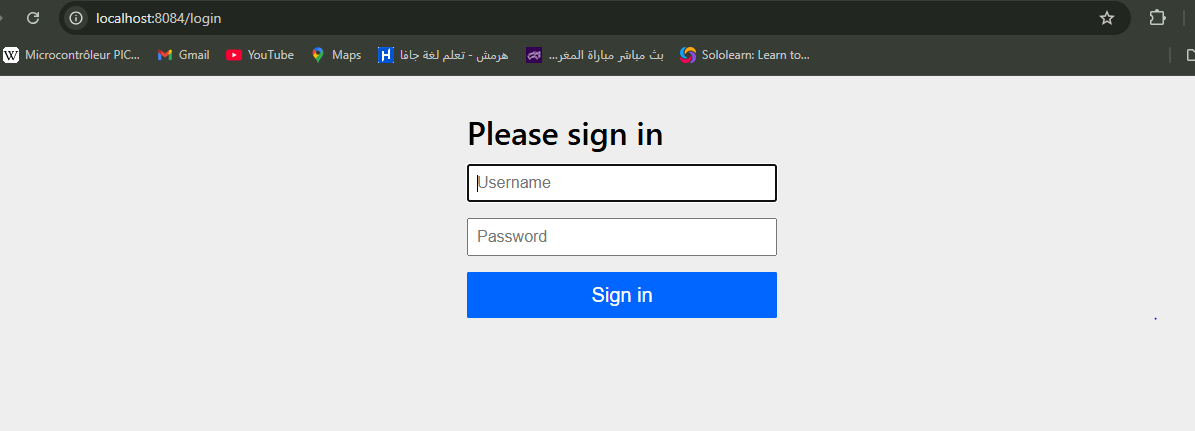 localhost:8084/login
W Microcontrôleur PIC... Gmail YouTube Maps H هرمش - تعلم لغة جافا بث مباشر مباراة المغر... Sololearn: Learn to...
Please sign in
Username
Password
Sign in